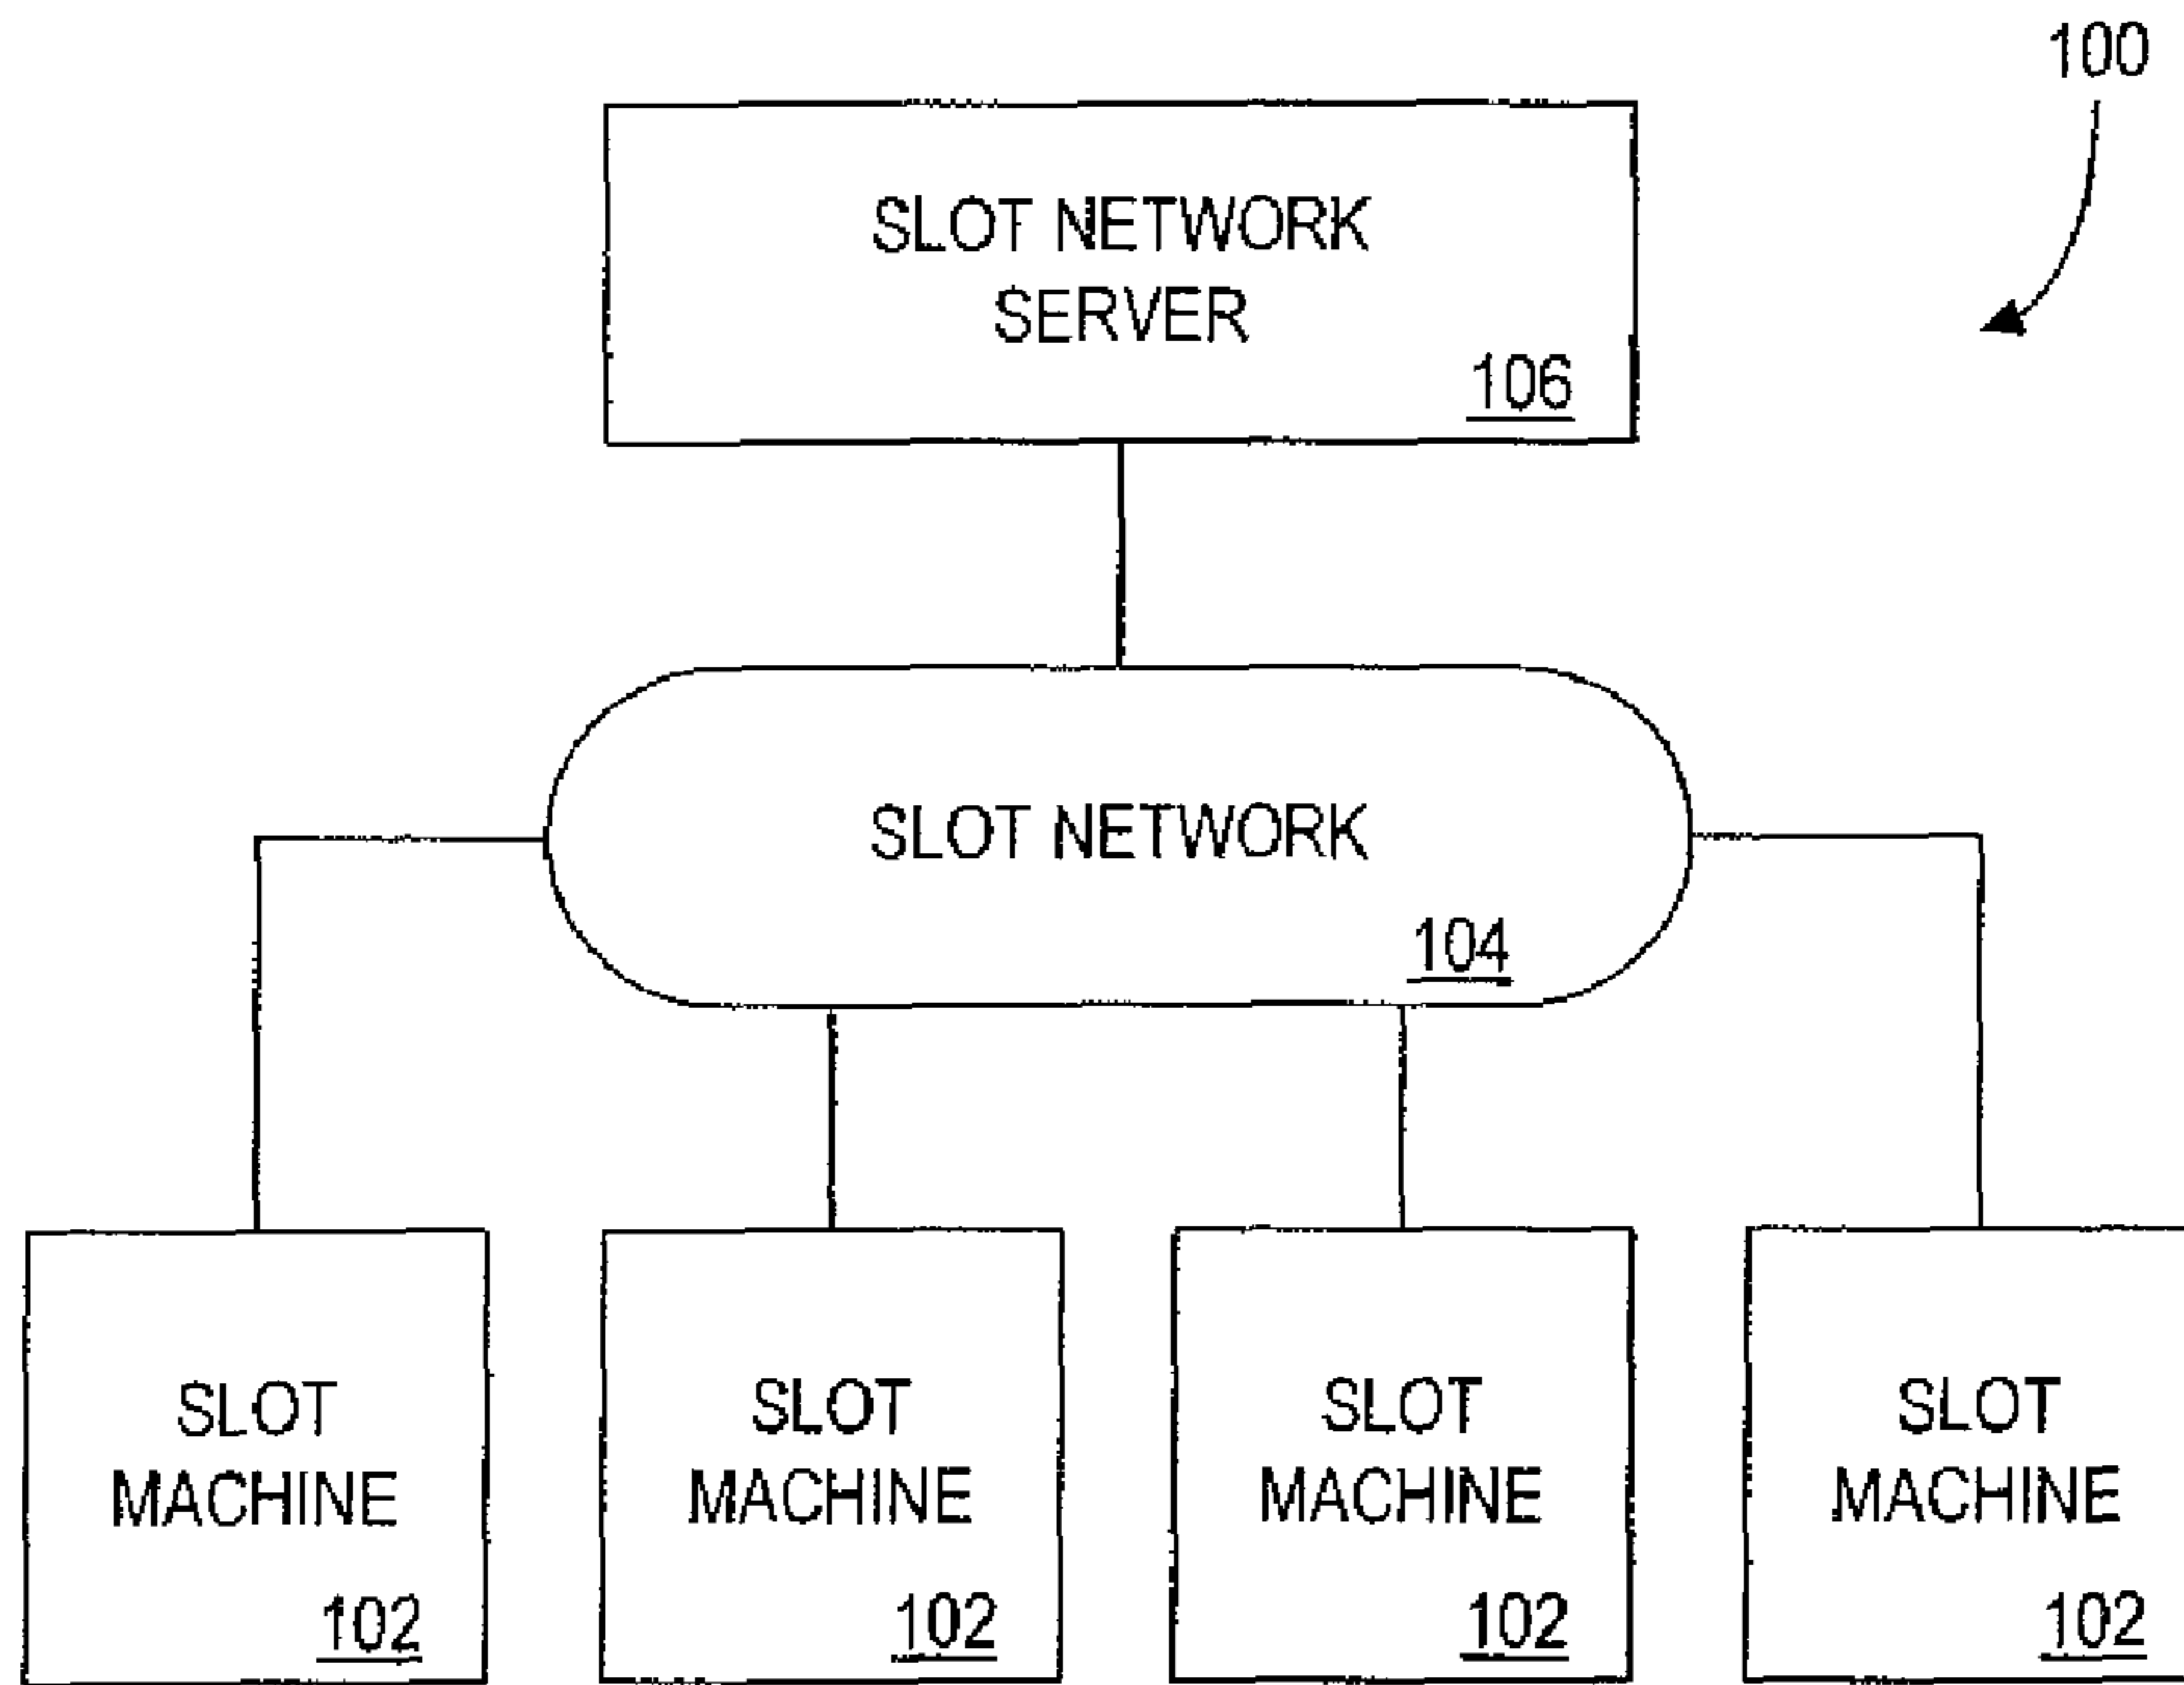 100
SLOT NETWORK
SERVER
106
SLOT NETWORK
104
SLOT
MACHINE
102
SLOT
MACHINE
102
SLOT
MACHINE
102
SLOT
MACHINE
102